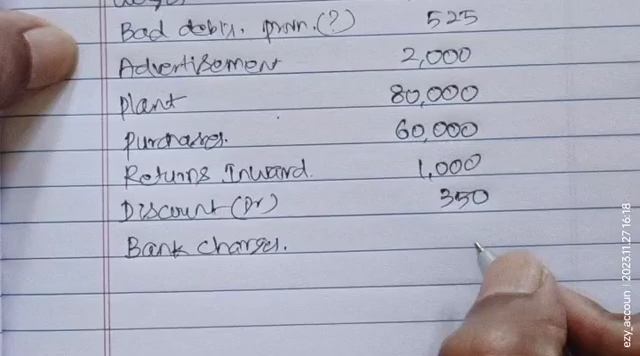 Bad debts. provn. (?) 525
Advertisement 2,000
Plant 80,000
Purchases. 60,000
Returns Inward. 1,000
Discount (Dr) 350
Bank charges.
ezy_accoun 2023.11.27 16:18